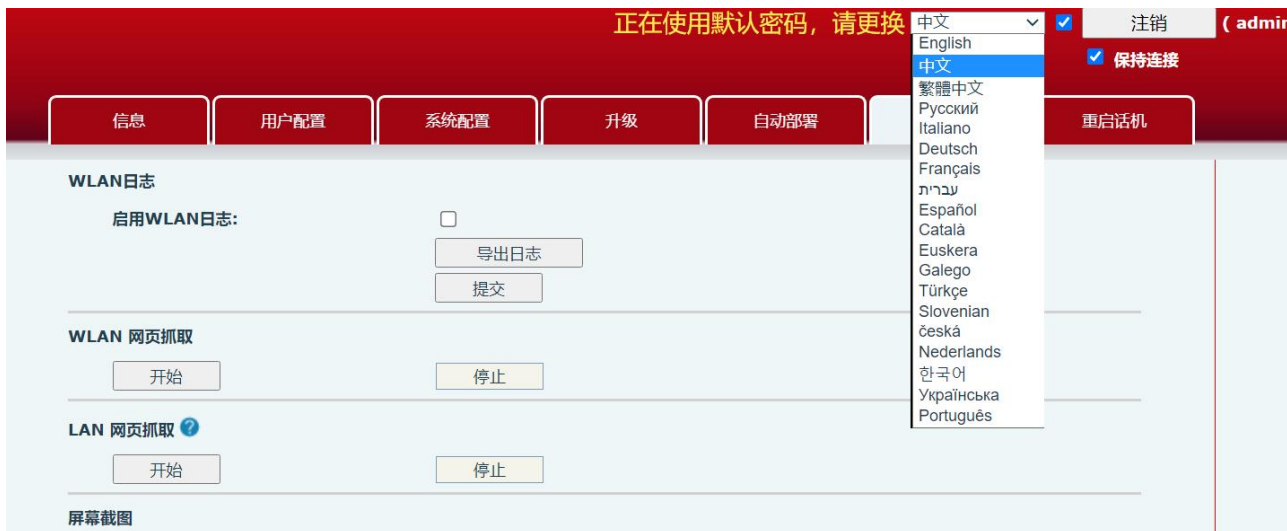 正在使用默认密码，请更换 中文 注销 ( admin
English
中文
保持连接
繁體中文
Русский
Italiano
Deutsch
Français
עברית
Español
Català
Euskera
Galego
Türkçe
Slovenian
česká
Nederlands
한국어
Українська
Português
信息 用户配置 系统配置 升级 自动部署 重启话机
WLAN日志
启用WLAN日志:
导出日志
提交
WLAN 网页抓取
开始 停止
LAN 网页抓取 ?
开始 停止
屏幕截图